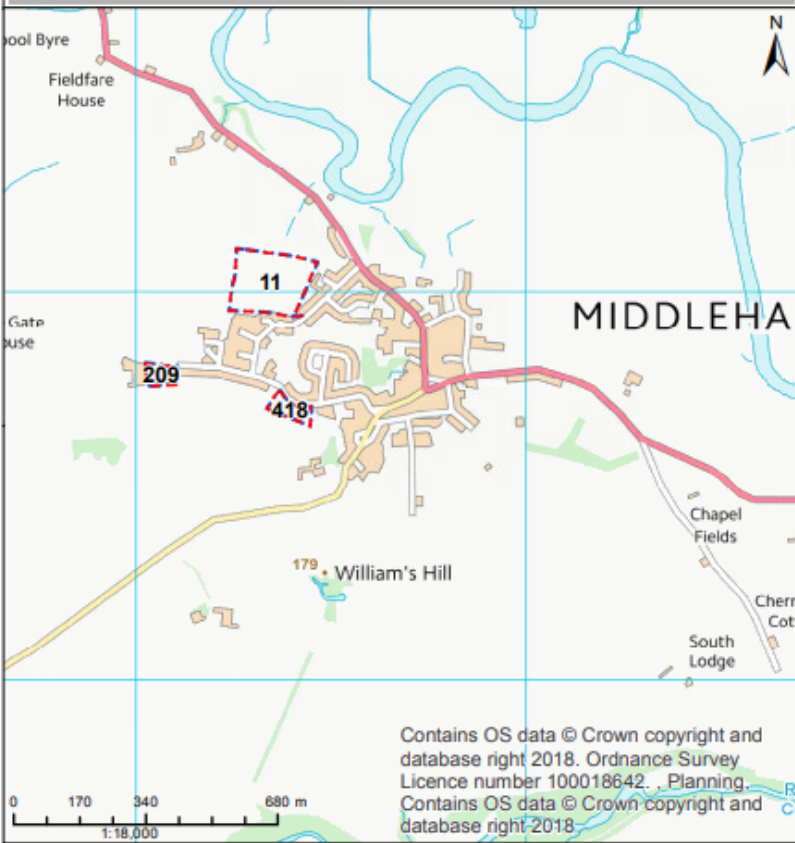 N
ool Byre
Fieldfare
House
11
MIDDLEHA
Gate
ouse
209
418
Chapel
Fields
179
William's Hill
Cherr
Cot
South
Lodge
Contains OS data © Crown copyright and
database right 2018. Ordnance Survey
Licence number 100018642. . Planning,
Contains OS data © Crown copyright and
database right 2018
R
C
0 170 340 680 m
1:18,000